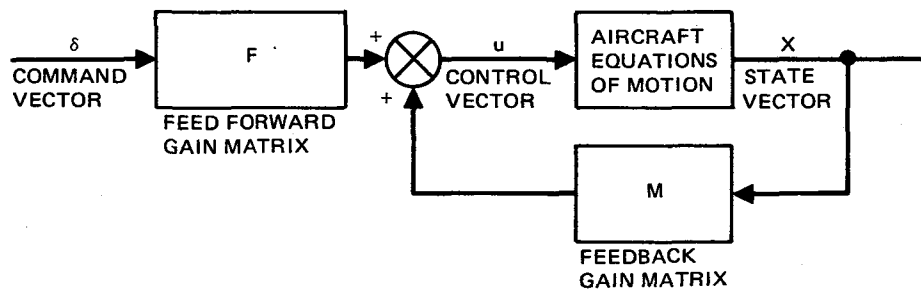 δ
COMMAND
VECTOR
F
FEED FORWARD
GAIN MATRIX
+
+
u
CONTROL
VECTOR
AIRCRAFT
EQUATIONS
OF MOTION
X
STATE
VECTOR
M
FEEDBACK
GAIN MATRIX